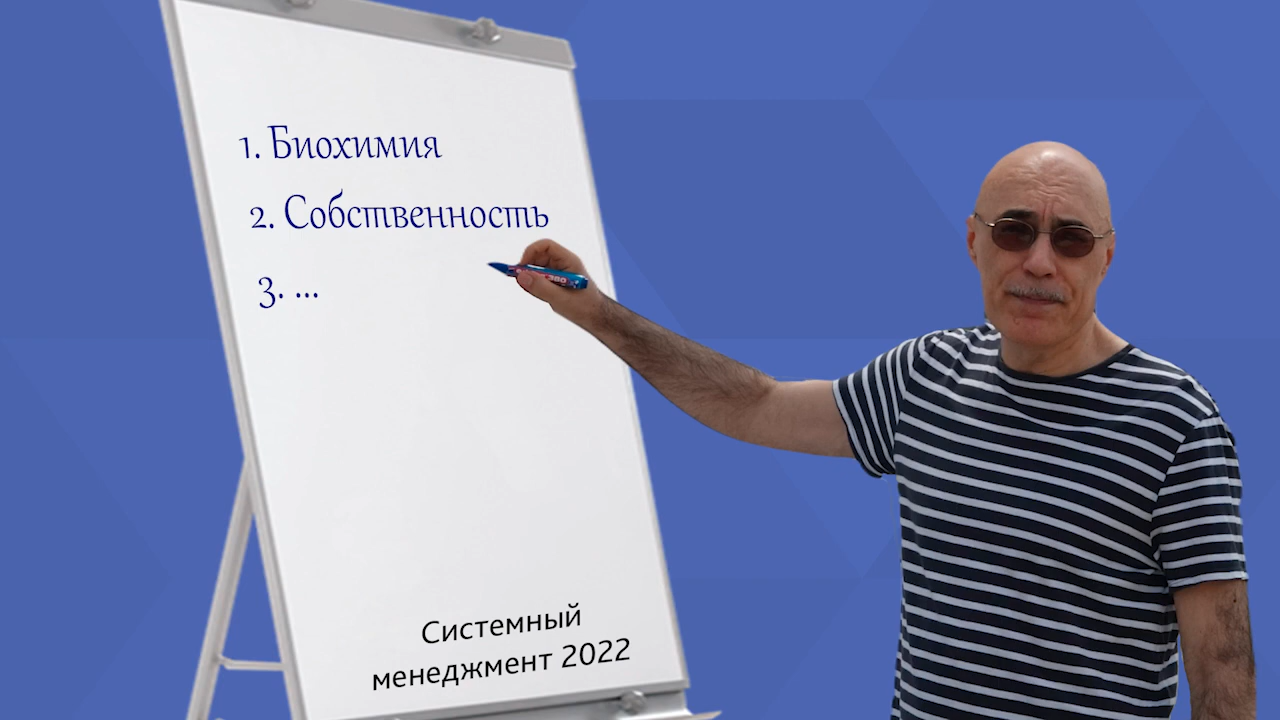 1. Биохимия
2. Собственность
3. ...
Системный
менеджмент 2022